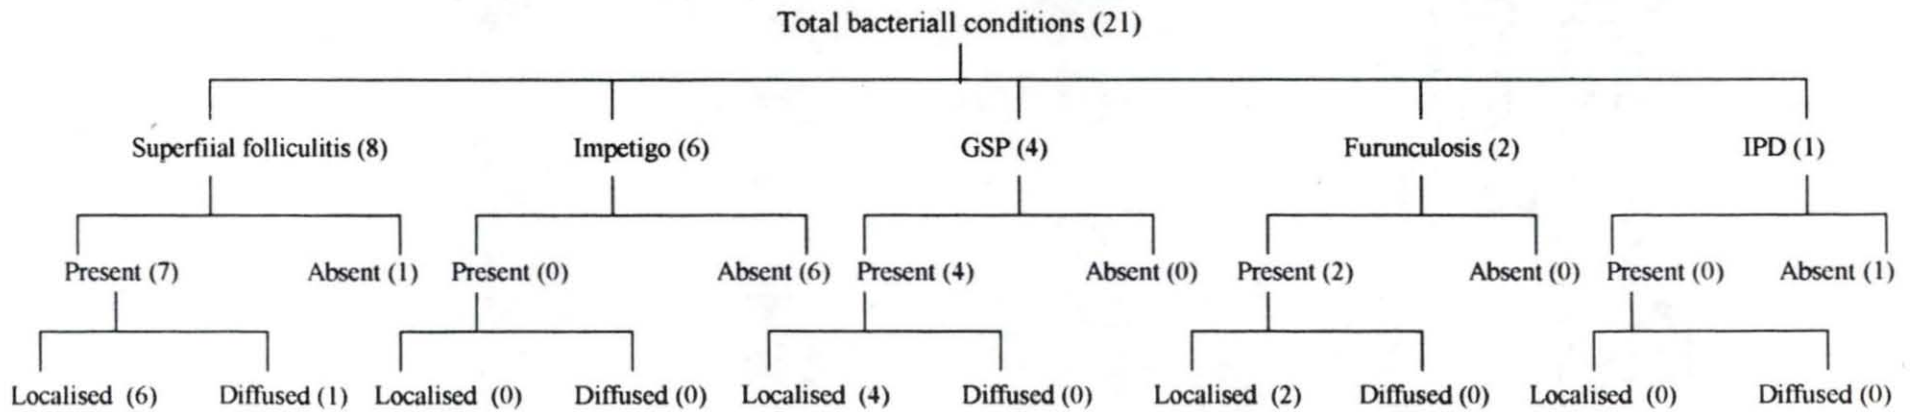 Total bacteriall conditions (21)
Superfiial folliculitis (8) Impetigo (6) GSP (4) Furunculosis (2) IPD (1)
Present (7) Absent (1) Present (0) Absent (6) Present (4) Absent (0) Present (2) Absent (0) Present (0) Absent (1)
Localised (6) Diffused (1) Localised (0) Diffused (0) Localised (4) Diffused (0) Localised (2) Diffused (0) Localised (0) Diffused (0)